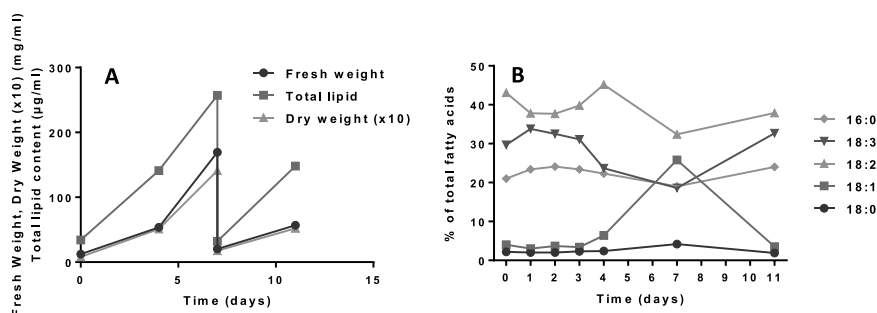 Fresh Weight, Dry Weight (x10) (mg/ml)
Total lipid content (µg/ml)
A
300
200
100
0
0
5
10
15
Time (days)
Fresh weight
Total lipid
Dry weight (x10)
B
% of total fatty acids
50
40
30
20
10
0
0 1 2 3 4 7 8 9 10 11
Time (days)
16:0
18:3
18:2
18:1
18:0